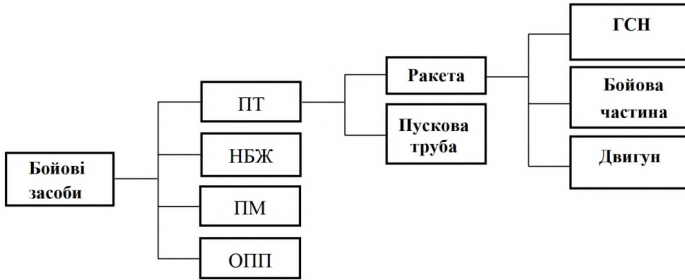 Бойові
засоби
ПТ
НБЖ
ПМ
ОПП
Ракета
Пускова
труба
ГСН
Бойова
частина
Двигун